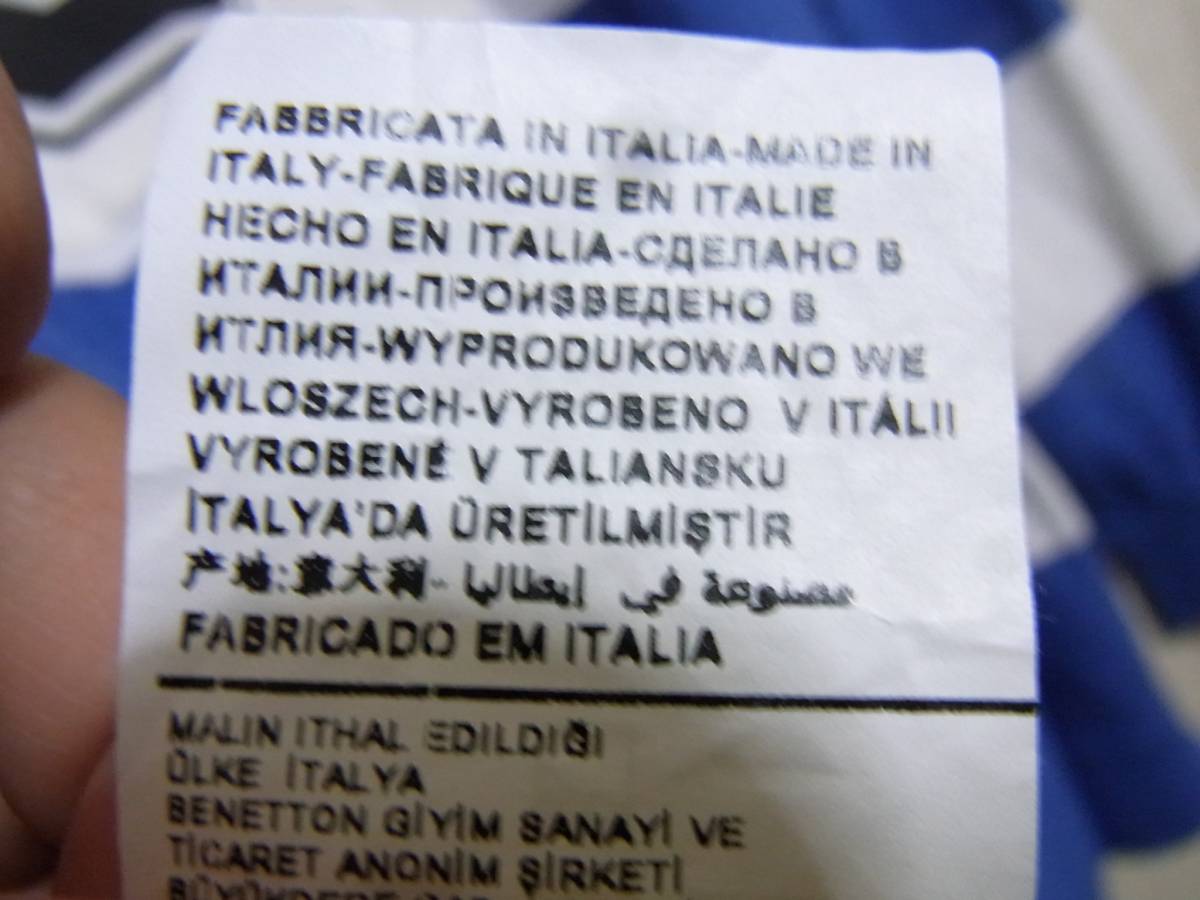 FABBRICATA IN ITALIA-MADE IN
ITALY-FABRIQUE EN ITALIE
HECHO EN ITALIA-СДЕЛАНО В
ИТАЛИИ-ПРОИЗВЕДЕНО В
ИТЛИЯ-WYPRODUKOWANO WE
WLOSZECH-VYROBENO V ITÁLII
VYROBENÉ V TALIANSKU
İTALYA'DA ÜRETİLMİŞTİR
产地:意大利- مصنوعة في إيطاليا
FABRICADO EM ITALIA
MALIN ITHAL EDILDIĞI
ÜLKE İTALYA
BENETTON GİYİM SANAYİ VE
TİCARET ANONİM ŞİRKETİ